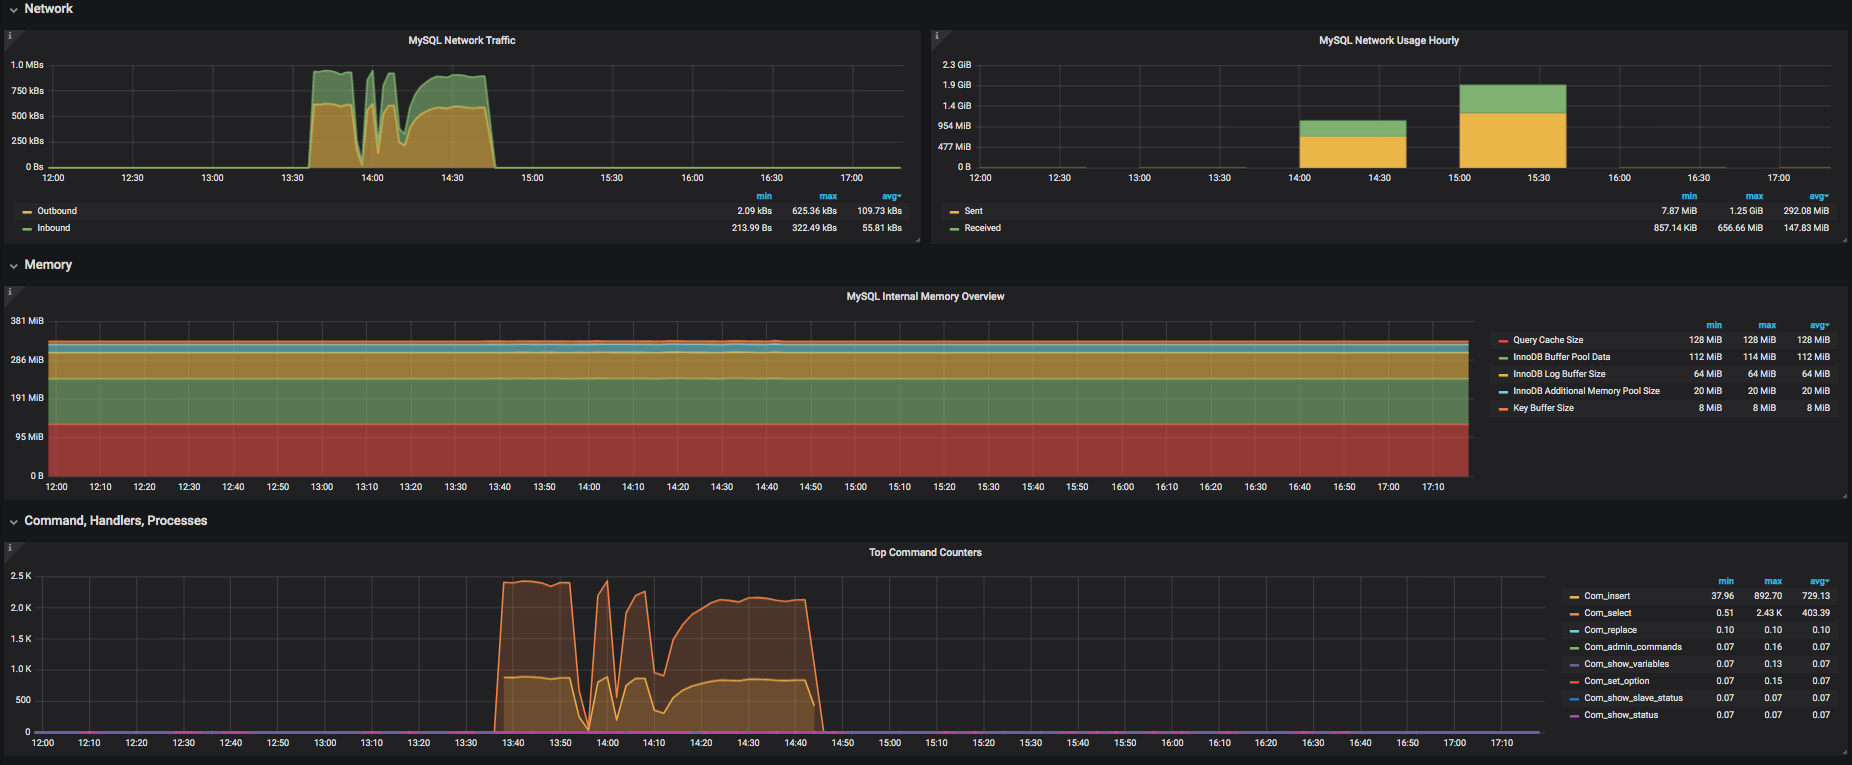 Network
MySQL Network Traffic
1.0 MBs
750 kBs
500 kBs
250 kBs
0 Bs
12:00 12:30 13:00 13:30 14:00 14:30 15:00 15:30 16:00 16:30 17:00
min max avg
Outbound 2.09 kBs 625.36 kBs 109.73 kBs
Inbound 213.99 Bs 322.49 kBs 55.81 kBs
MySQL Network Usage Hourly
2.3 GiB
1.9 GiB
1.4 GiB
954 MiB
477 MiB
0 B
12:00 12:30 13:00 13:30 14:00 14:30 15:00 15:30 16:00 16:30 17:00
min max avg
Sent 7.87 MiB 1.25 GiB 292.08 MiB
Received 857.14 KiB 656.66 MiB 147.83 MiB
Memory
MySQL Internal Memory Overview
381 MiB
286 MiB
191 MiB
95 MiB
0 B
12:00 12:10 12:20 12:30 12:40 12:50 13:00 13:10 13:20 13:30 13:40 13:50 14:00 14:10 14:20 14:30 14:40 14:50 15:00 15:10 15:20 15:30 15:40 15:50 16:00 16:10 16:20 16:30 16:40 16:50 17:00 17:10
min max avg
Query Cache Size 128 MiB 128 MiB 128 MiB
InnoDB Buffer Pool Data 112 MiB 114 MiB 112 MiB
InnoDB Log Buffer Size 64 MiB 64 MiB 64 MiB
InnoDB Additional Memory Pool Size 20 MiB 20 MiB 20 MiB
Key Buffer Size 8 MiB 8 MiB 8 MiB
Command, Handlers, Processes
Top Command Counters
2.5 K
2.0 K
1.5 K
1.0 K
500
0
12:00 12:10 12:20 12:30 12:40 12:50 13:00 13:10 13:20 13:30 13:40 13:50 14:00 14:10 14:20 14:30 14:40 14:50 15:00 15:10 15:20 15:30 15:40 15:50 16:00 16:10 16:20 16:30 16:40 16:50 17:00 17:10
min max avg
Com_insert 37.96 892.70 729.13
Com_select 0.51 2.43 K 403.39
Com_replace 0.10 0.10 0.10
Com_admin_commands 0.07 0.16 0.07
Com_show_variables 0.07 0.13 0.07
Com_set_option 0.07 0.15 0.07
Com_show_slave_status 0.07 0.07 0.07
Com_show_status 0.07 0.07 0.07